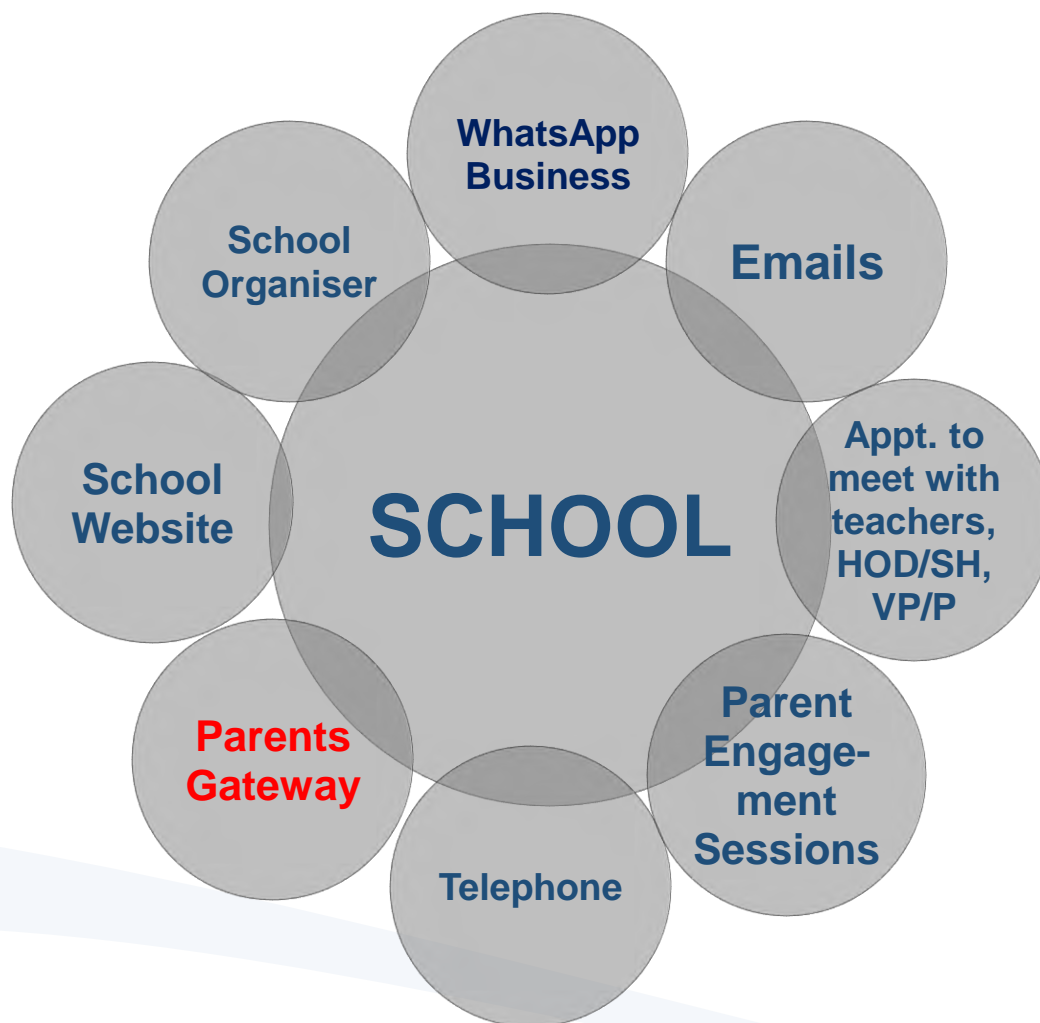 WhatsApp
Business
School
Organiser
Emails
School
Website
SCHOOL
Appt. to
meet with
teachers,
HOD/SH,
VP/P
Parents
Gateway
Parent
Engage-
ment
Sessions
Telephone